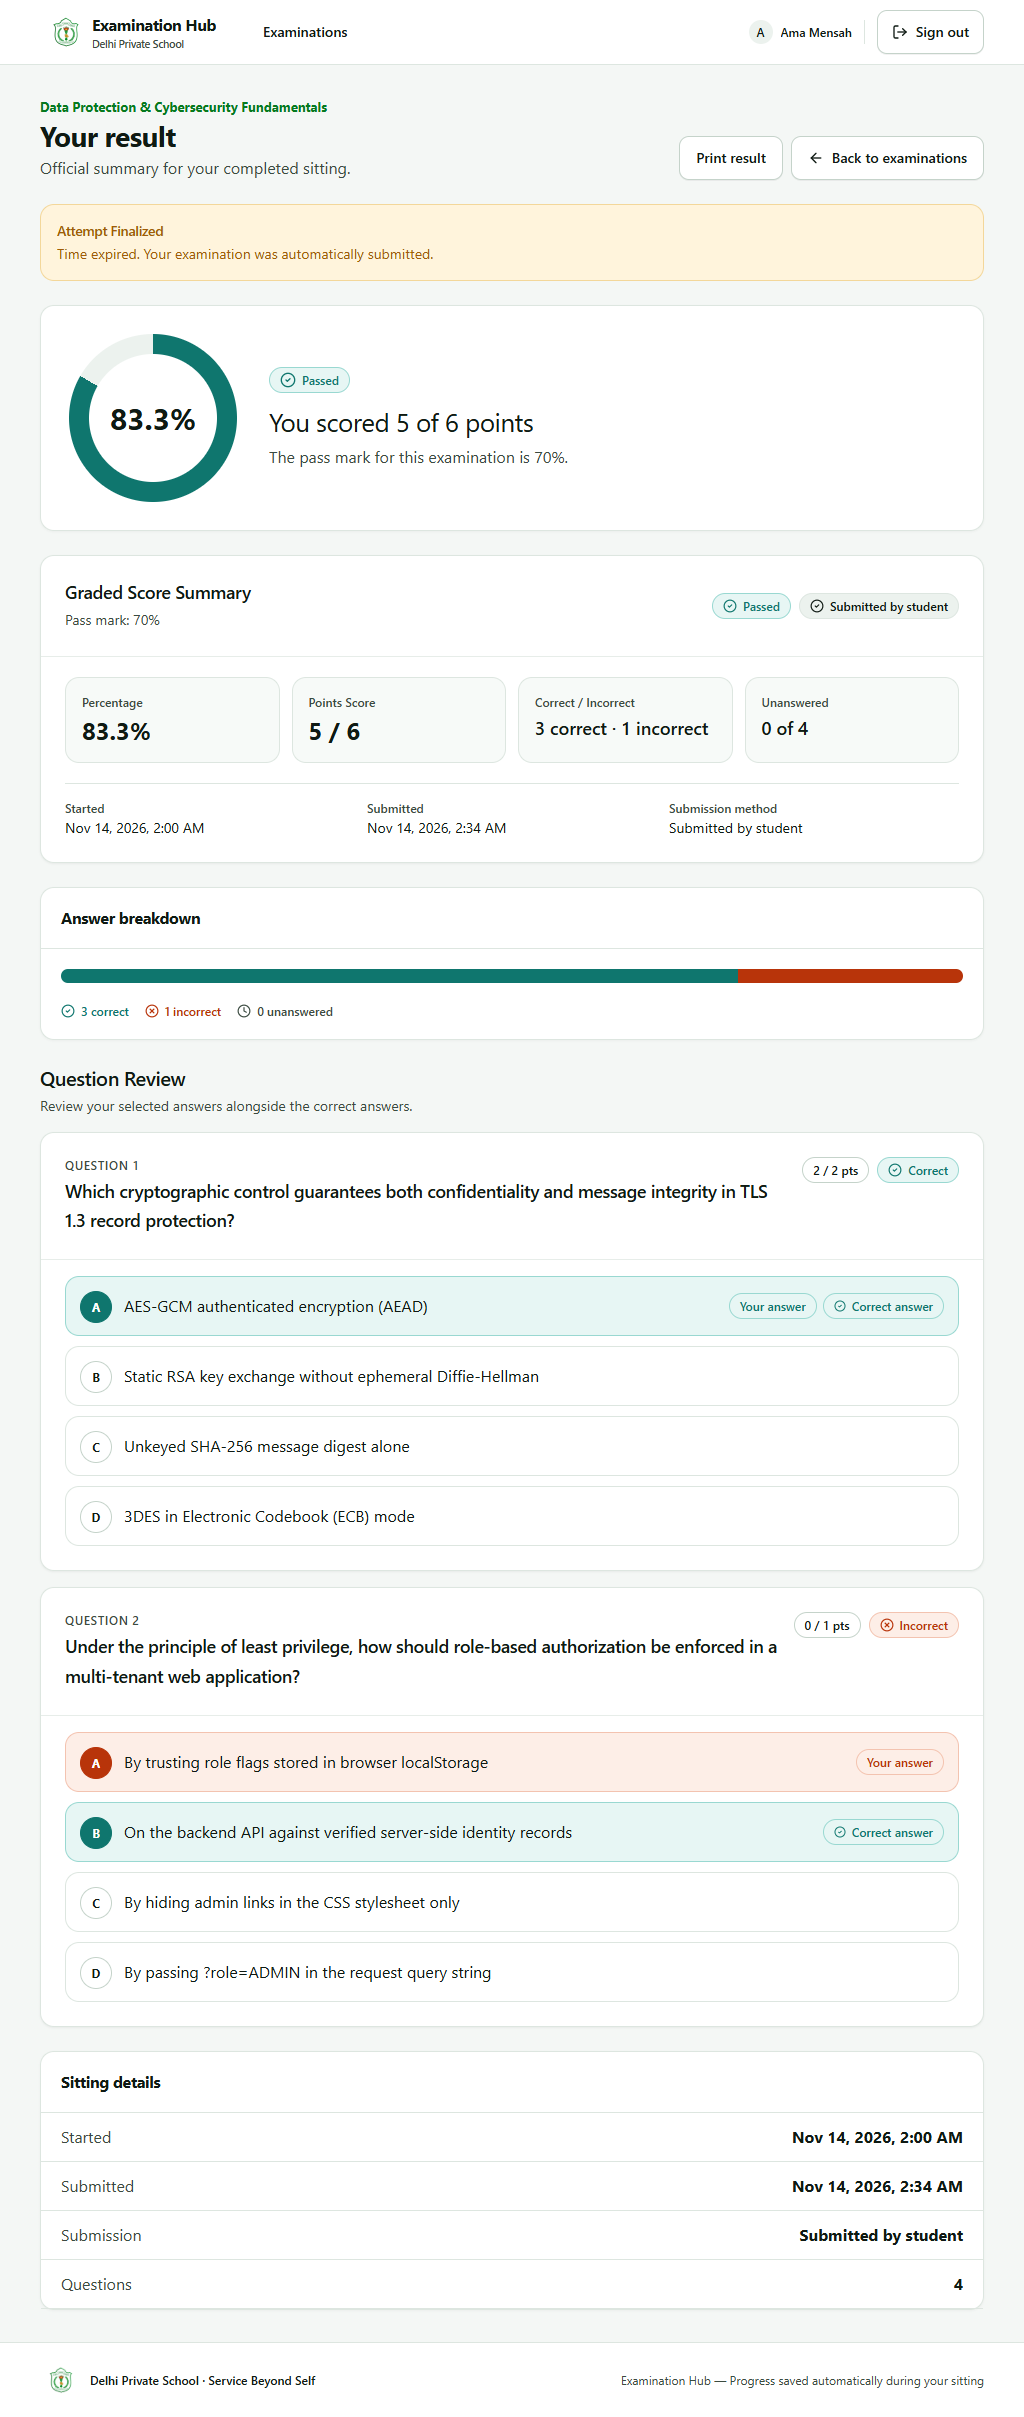 Examination Hub
Delhi Private School
Examinations
A
Ama Mensah
Sign out
Data Protection & Cybersecurity Fundamentals
Your result
Official summary for your completed sitting.
Print result
Back to examinations
Attempt Finalized
Time expired. Your examination was automatically submitted.
83.3%
Passed
You scored 5 of 6 points
The pass mark for this examination is 70%.
Graded Score Summary
Pass mark: 70%
Passed
Submitted by student
Percentage
83.3%
Points Score
5 / 6
Correct / Incorrect
3 correct · 1 incorrect
Unanswered
0 of 4
Started
Nov 14, 2026, 2:00 AM
Submitted
Nov 14, 2026, 2:34 AM
Submission method
Submitted by student
Answer breakdown
3 correct
1 incorrect
0 unanswered
Question Review
Review your selected answers alongside the correct answers.
QUESTION 1
Which cryptographic control guarantees both confidentiality and message integrity in TLS
1.3 record protection?
2 / 2 pts
Correct
A
AES-GCM authenticated encryption (AEAD)
Your answer
Correct answer
B
Static RSA key exchange without ephemeral Diffie-Hellman
C
Unkeyed SHA-256 message digest alone
D
3DES in Electronic Codebook (ECB) mode
QUESTION 2
Under the principle of least privilege, how should role-based authorization be enforced in a
multi-tenant web application?
0 / 1 pts
Incorrect
A
By trusting role flags stored in browser localStorage
Your answer
B
On the backend API against verified server-side identity records
Correct answer
C
By hiding admin links in the CSS stylesheet only
D
By passing ?role=ADMIN in the request query string
Sitting details
Started
Nov 14, 2026, 2:00 AM
Submitted
Nov 14, 2026, 2:34 AM
Submission
Submitted by student
Questions
4
Delhi Private School · Service Beyond Self
Examination Hub — Progress saved automatically during your sitting